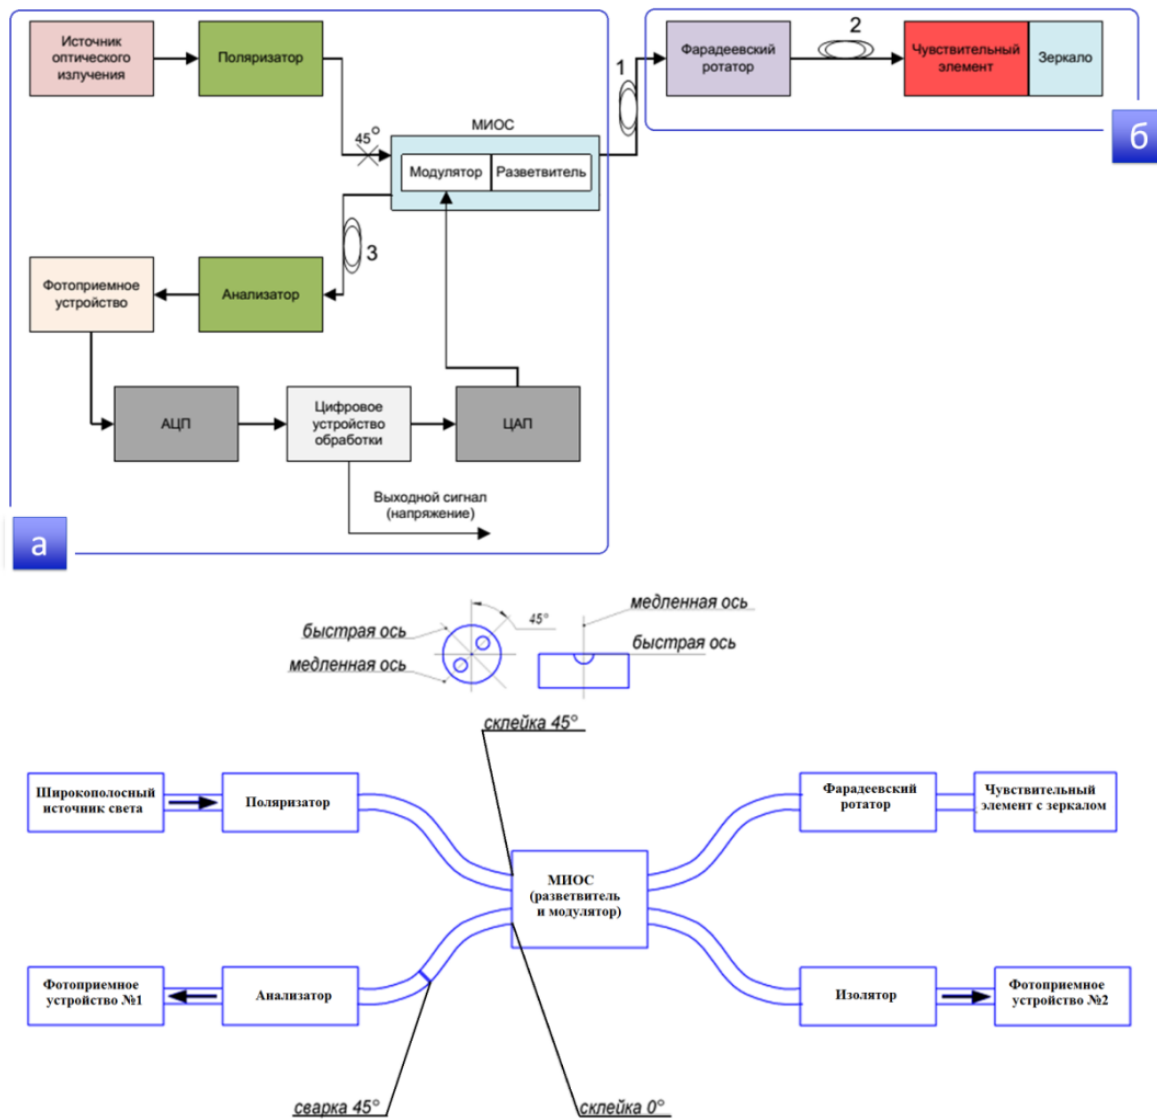 Источник
оптического
излучения
Поляризатор
45°
МИОС
Модулятор
Разветвитель
1
Фарадеевский
ротатор
2
Чувствительный
элемент
Зеркало
б
3
Фотоприемное
устройство
Анализатор
АЦП
Цифровое
устройство
обработки
ЦАП
Выходной сигнал
(напряжение)
а
быстрая ось
медленная ось
45°
медленная ось
быстрая ось
склейка 45°
Широкополосный
источник света
Поляризатор
Фарадеевский
ротатор
Чувствительный
элемент с зеркалом
МИОС
(разветвитель
и модулятор)
Фотоприемное
устройство №1
Анализатор
Изолятор
Фотоприемное
устройство №2
сварка 45°
склейка 0°